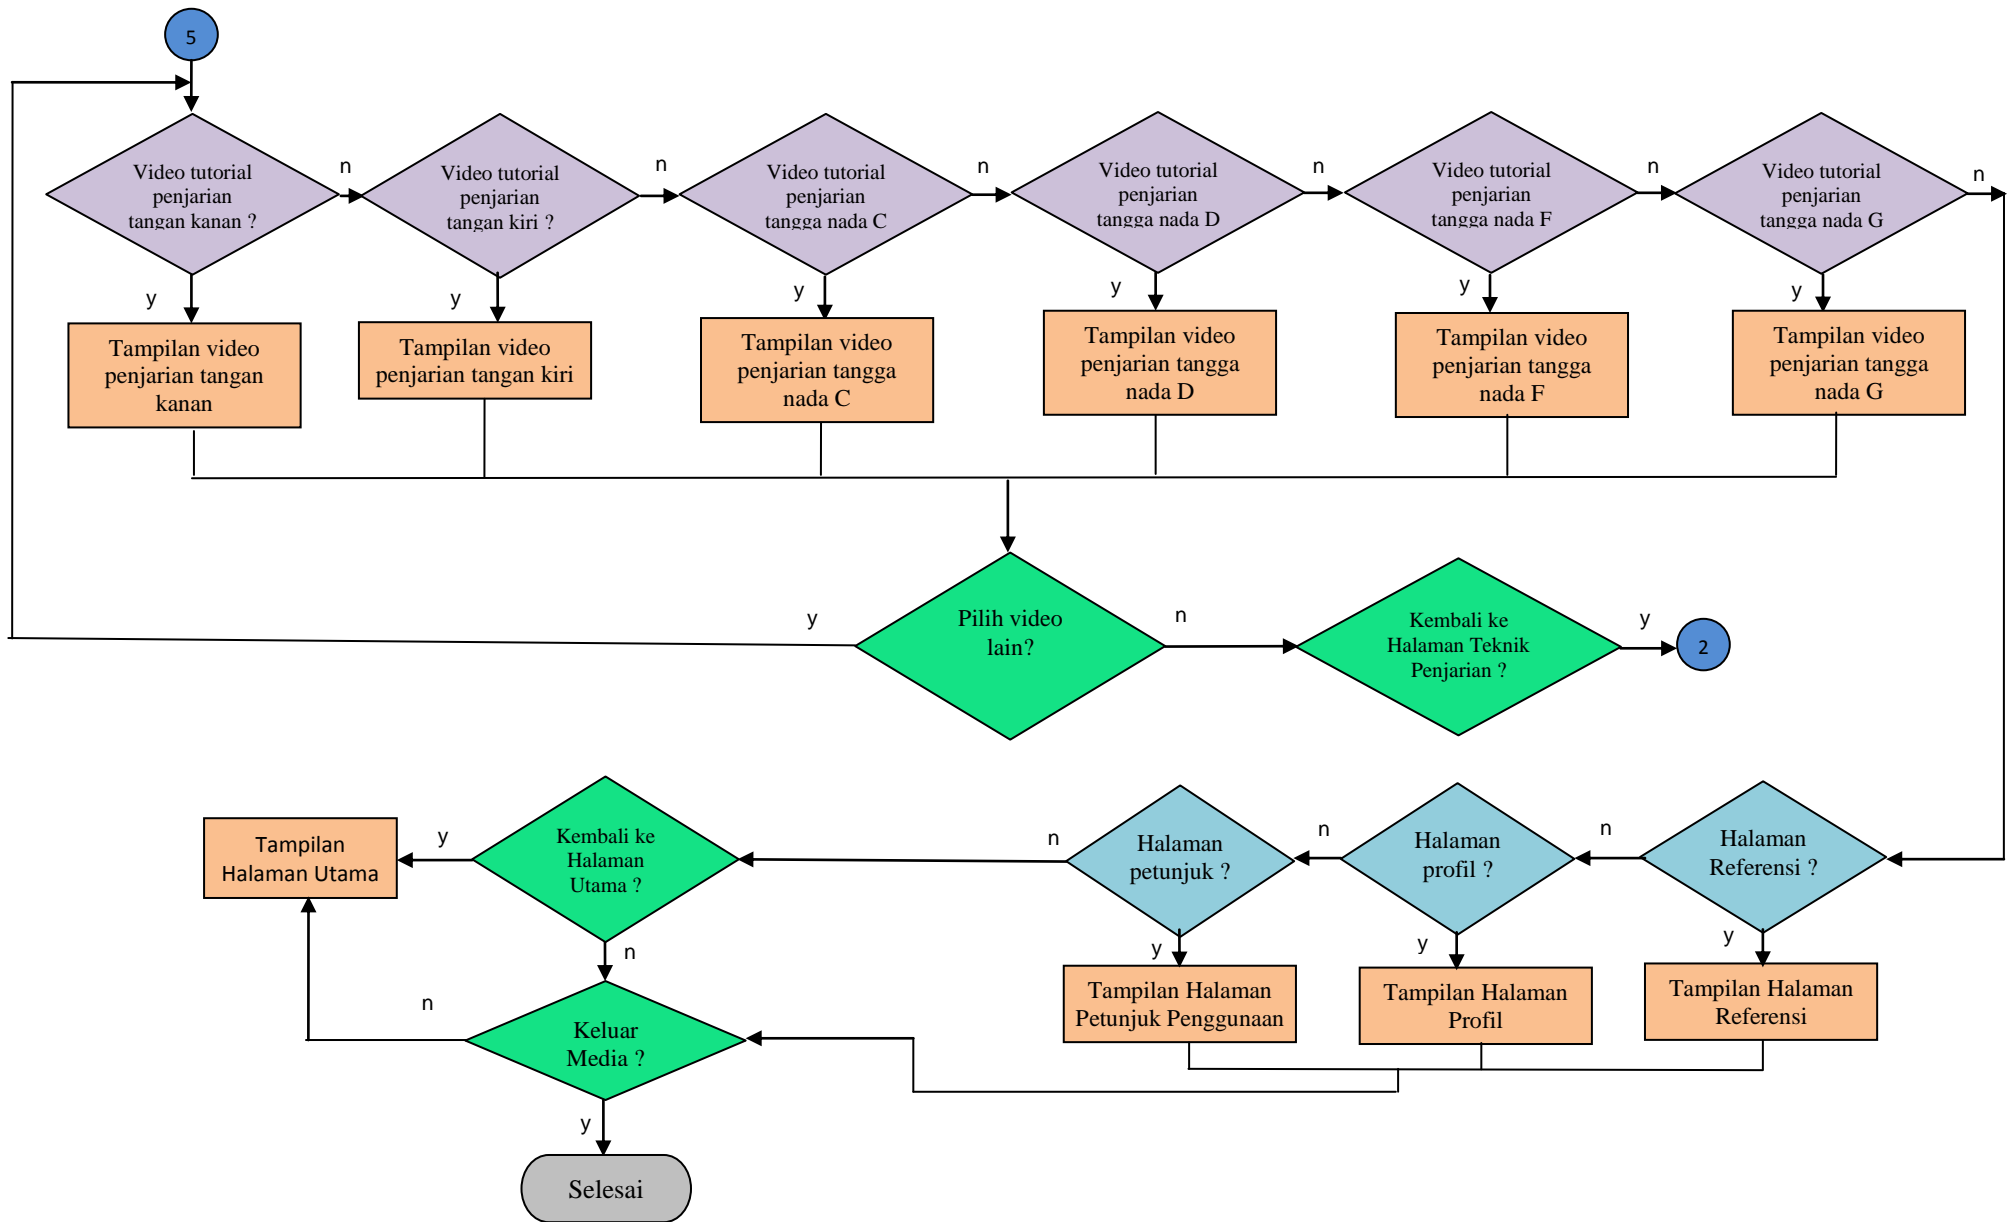 5
Video tutorial
penjarian
tangan kanan ?
n
Video tutorial
penjarian
tangan kiri ?
n
Video tutorial
penjarian
tangga nada C
n
Video tutorial
penjarian
tangga nada D
n
Video tutorial
penjarian
tangga nada F
n
Video tutorial
penjarian
tangga nada G
n
y
y
y
y
y
y
Tampilan video
penjarian tangan
kanan
Tampilan video
penjarian tangan kiri
Tampilan video
penjarian tangga
nada C
Tampilan video
penjarian tangga
nada D
Tampilan video
penjarian tangga
nada F
Tampilan video
penjarian tangga
nada G
y
Pilih video
lain?
n
Kembali ke
Halaman Teknik
Penjarian ?
y
2
Tampilan
Halaman Utama
y
Kembali ke
Halaman
Utama ?
n
Halaman
petunjuk ?
n
Halaman
profil ?
n
Halaman
Referensi ?
n
y
y
y
Tampilan Halaman
Petunjuk Penggunaan
Tampilan Halaman
Profil
Tampilan Halaman
Referensi
n
Keluar
Media ?
y
Selesai